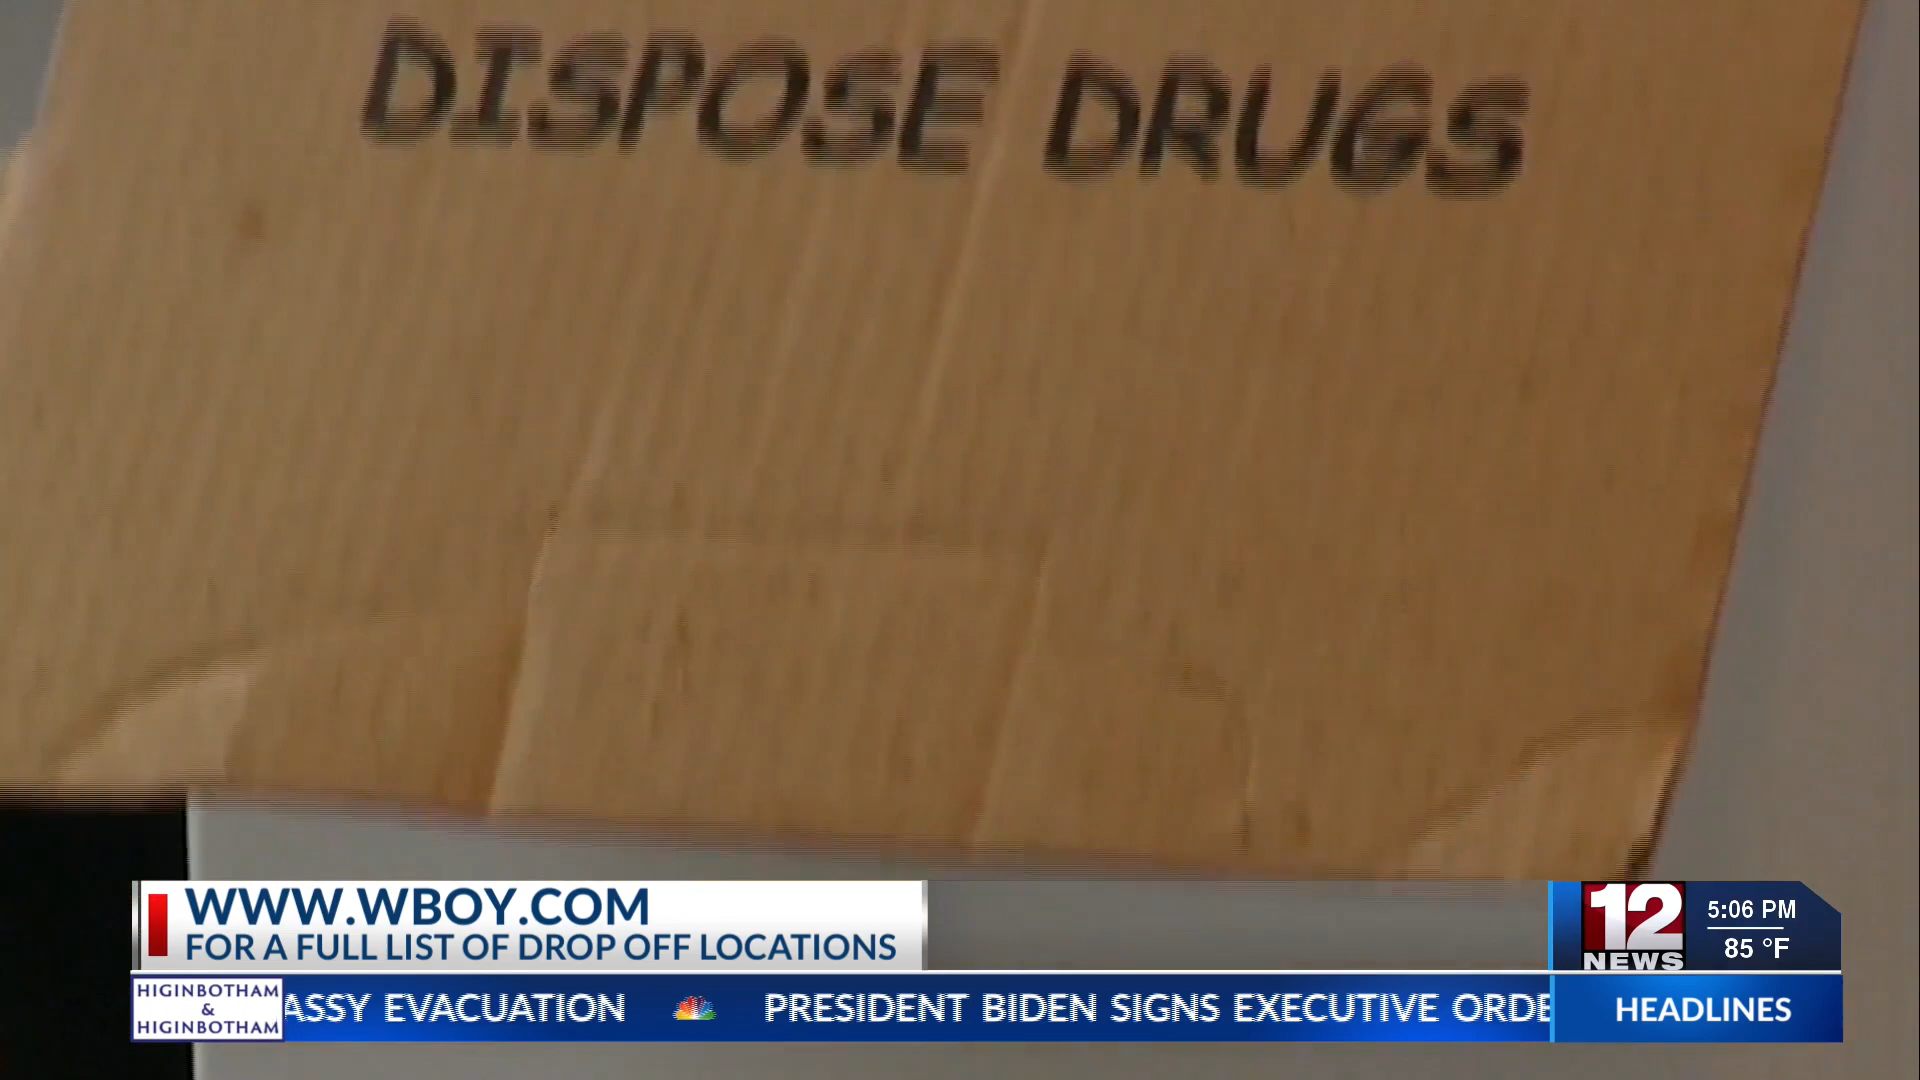 DISPOSE DRUGS
WWW.WBOY.COM
FOR A FULL LIST OF DROP OFF LOCATIONS
12
NEWS
5:06 PM
85 °F
HIGINBOTHAM
&
HIGINBOTHAM
ASSY EVACUATION PRESIDENT BIDEN SIGNS EXECUTIVE ORDE
HEADLINES